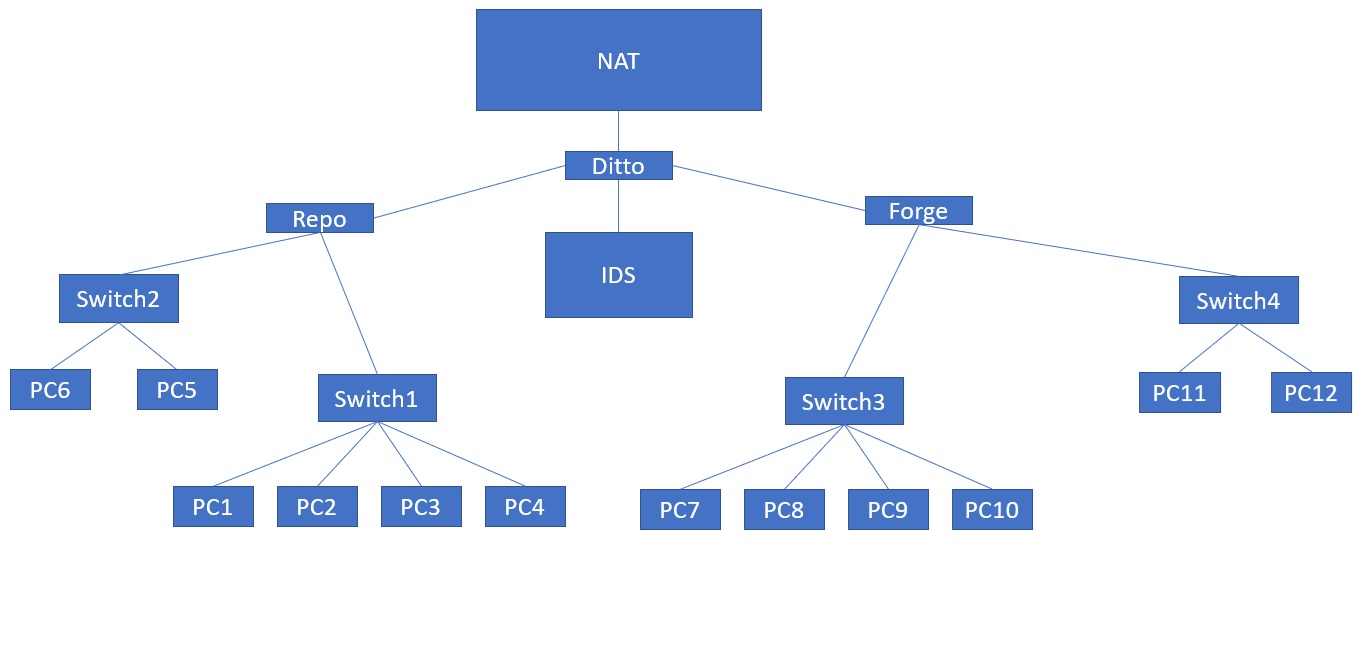 NAT
Ditto
Repo
Forge
IDS
Switch2
Switch4
PC6
PC5
Switch1
Switch3
PC11
PC12
PC1
PC2
PC3
PC4
PC7
PC8
PC9
PC10